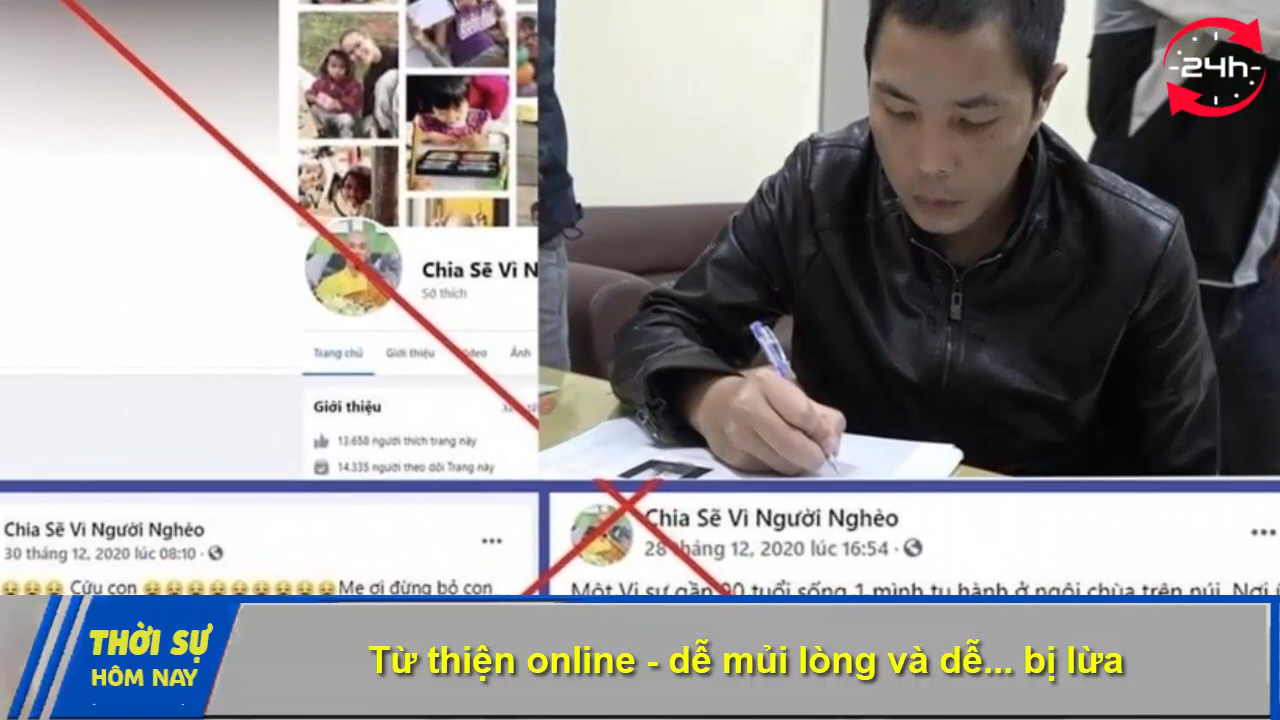 24h
Chia Sẽ Vì N
Sở thích
Trang chủ Giới thiệu Video Ảnh
Giới thiệu
13.658 người thích trang này
14.335 người theo dõi Trang này
Chia Sẽ Vì Người Nghèo
30 tháng 12, 2020 lúc 08:10
Cứu con Mẹ ơi đừng bỏ con
Chia Sẽ Vì Người Nghèo
28 tháng 12, 2020 lúc 16:54
Một Vị sư gần 90 tuổi sống 1 mình tu hành ở ngôi chùa trên núi. Nơi
THỜI SỰ
HÔM NAY
Từ thiện online - dễ mủi lòng và dễ... bị lừa